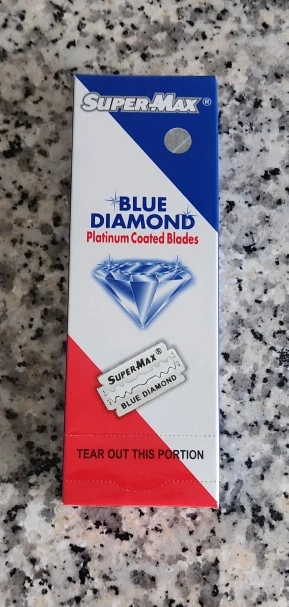 SUPER-MAX®
BLUE
DIAMOND
Platinum Coated Blades
SUPER-MAX®
BLUE DIAMOND
TEAR OUT THIS PORTION